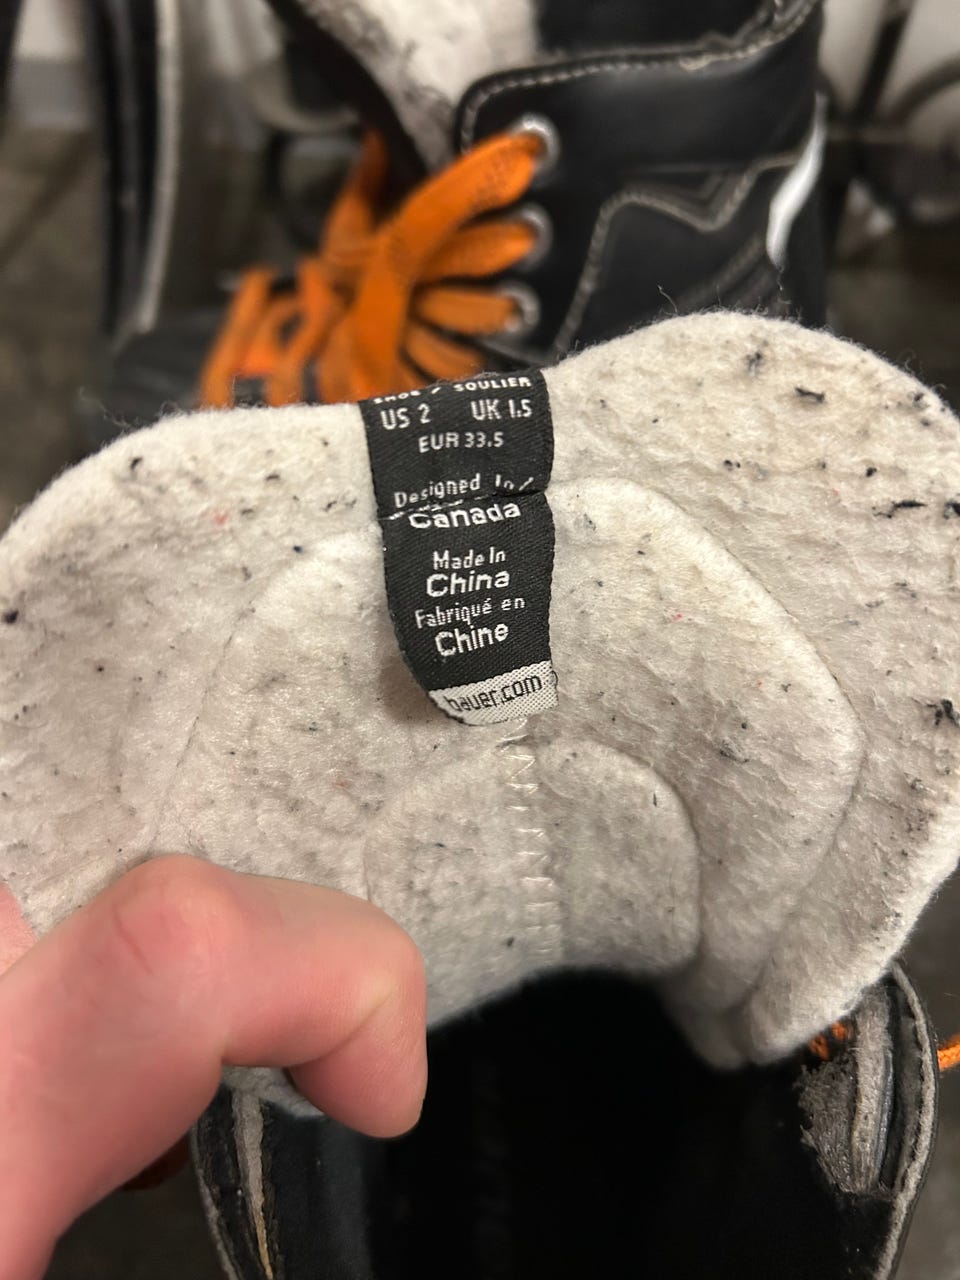 SHOE / SOULIER
US 2 UK 1.5
EUR 33.5
Designed In/
Canada
Made In
China
Fabriqué en
Chine
bauer.com